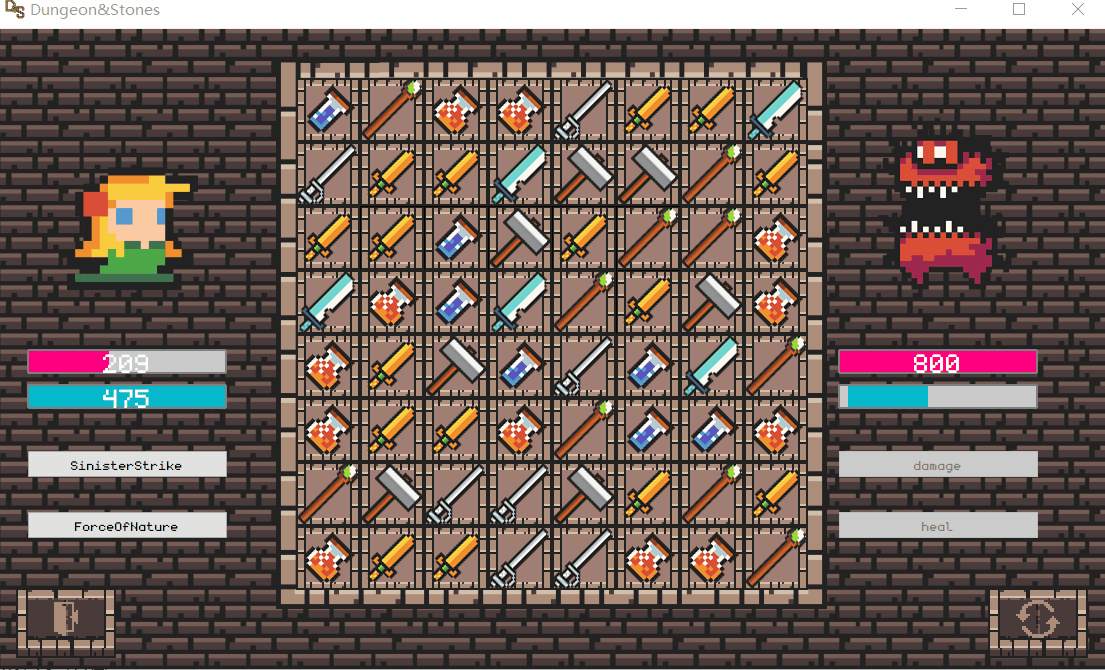 Dungeon&Stones
209
800
475
SinisterStrike
damage
ForceOfNature
heal